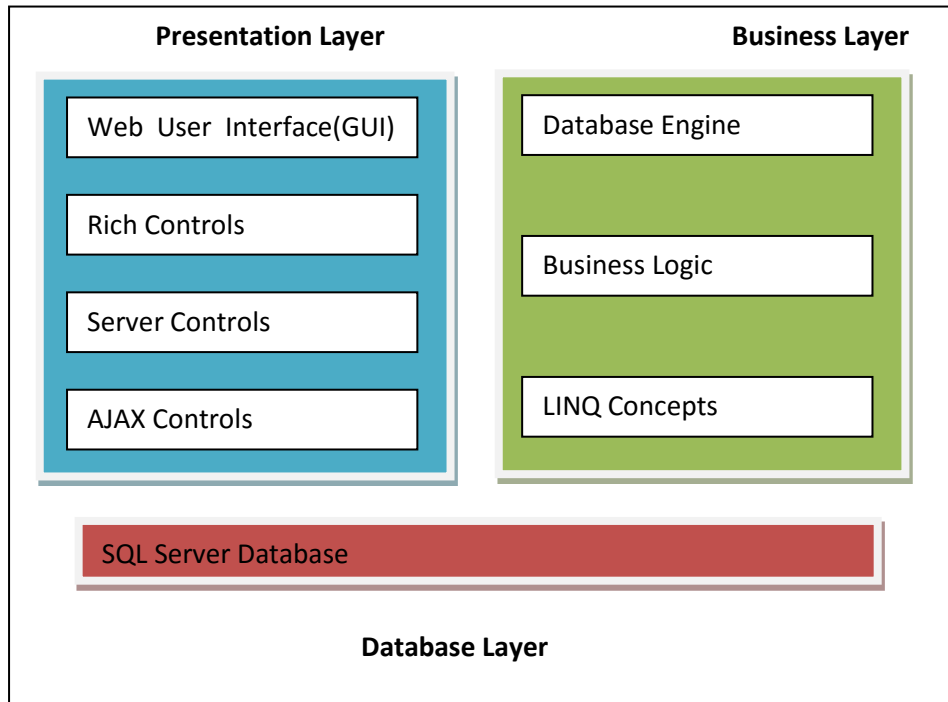 Presentation Layer
Business Layer
Web User Interface(GUI)
Rich Controls
Server Controls
AJAX Controls
Database Engine
Business Logic
LINQ Concepts
SQL Server Database
Database Layer